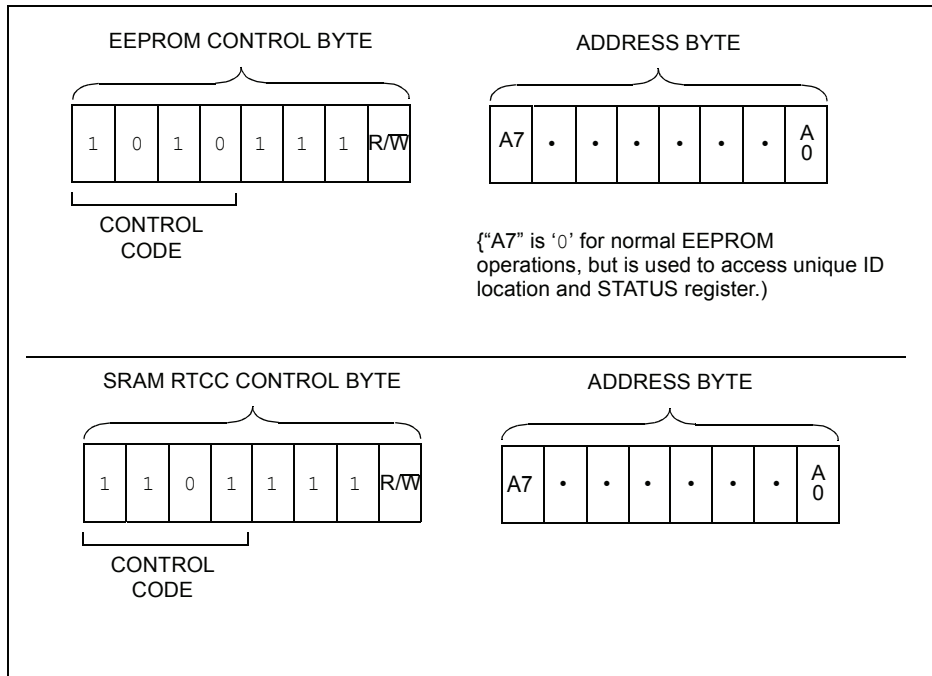 EEPROM CONTROL BYTE
ADDRESS BYTE
1 0 1 0 1 1 1 R/W̅
A7 • • • • • • A
0
CONTROL
CODE
{“A7” is ‘0’ for normal EEPROM
operations, but is used to access unique ID
location and STATUS register.)
SRAM RTCC CONTROL BYTE
ADDRESS BYTE
1 1 0 1 1 1 1 R/W̅
A7 • • • • • • A
0
CONTROL
CODE